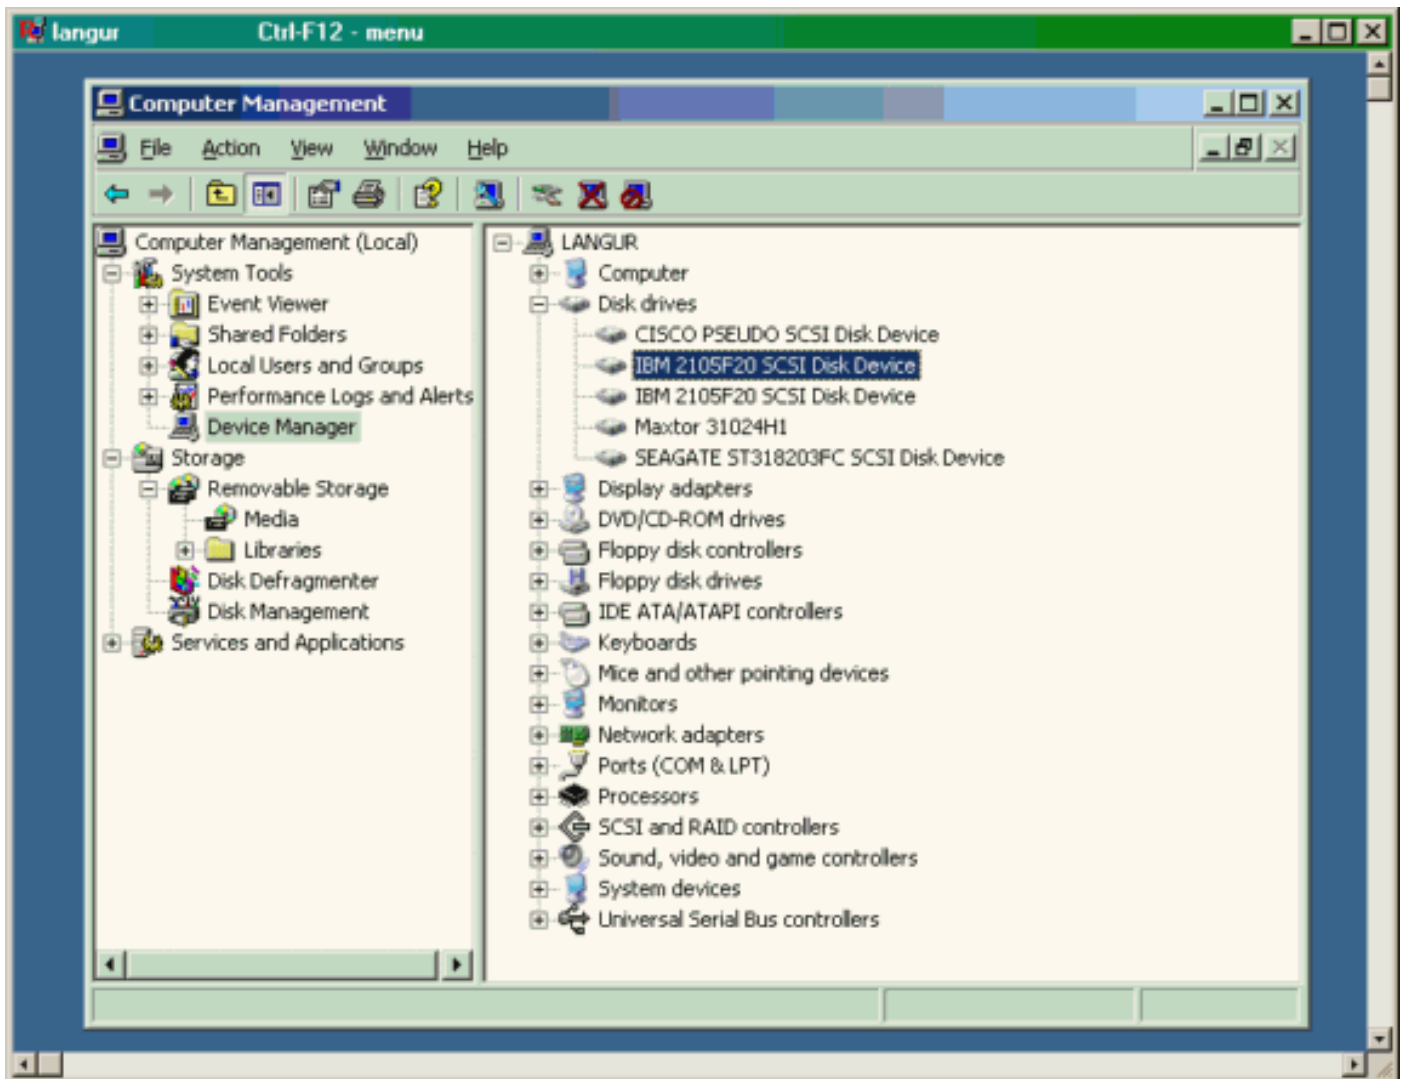 langur Ctrl-F12 - menu
Computer Management
File Action View Window Help
Computer Management (Local)
System Tools
Event Viewer
Shared Folders
Local Users and Groups
Performance Logs and Alerts
Device Manager
Storage
Removable Storage
Media
Libraries
Disk Defragmenter
Disk Management
Services and Applications
LANGUR
Computer
Disk drives
CISCO PSEUDO SCSI Disk Device
IBM 2105F20 SCSI Disk Device
IBM 2105F20 SCSI Disk Device
Maxtor 31024H1
SEAGATE ST318203FC SCSI Disk Device
Display adapters
DVD/CD-ROM drives
Floppy disk controllers
Floppy disk drives
IDE ATA/ATAPI controllers
Keyboards
Mice and other pointing devices
Monitors
Network adapters
Ports (COM & LPT)
Processors
SCSI and RAID controllers
Sound, video and game controllers
System devices
Universal Serial Bus controllers